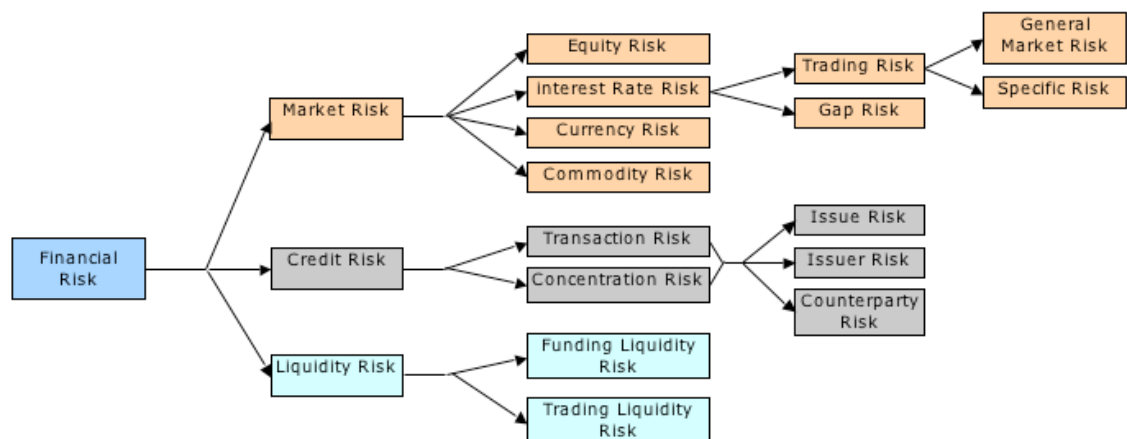 General
Market Risk
Equity Risk
Trading Risk
interest Rate Risk
Specific Risk
Market Risk
Gap Risk
Currency Risk
Commodity Risk
Issue Risk
Transaction Risk
Financial
Risk
Credit Risk
Issuer Risk
Concentration Risk
Counterparty
Risk
Funding Liquidity
Risk
Liquidity Risk
Trading Liquidity
Risk